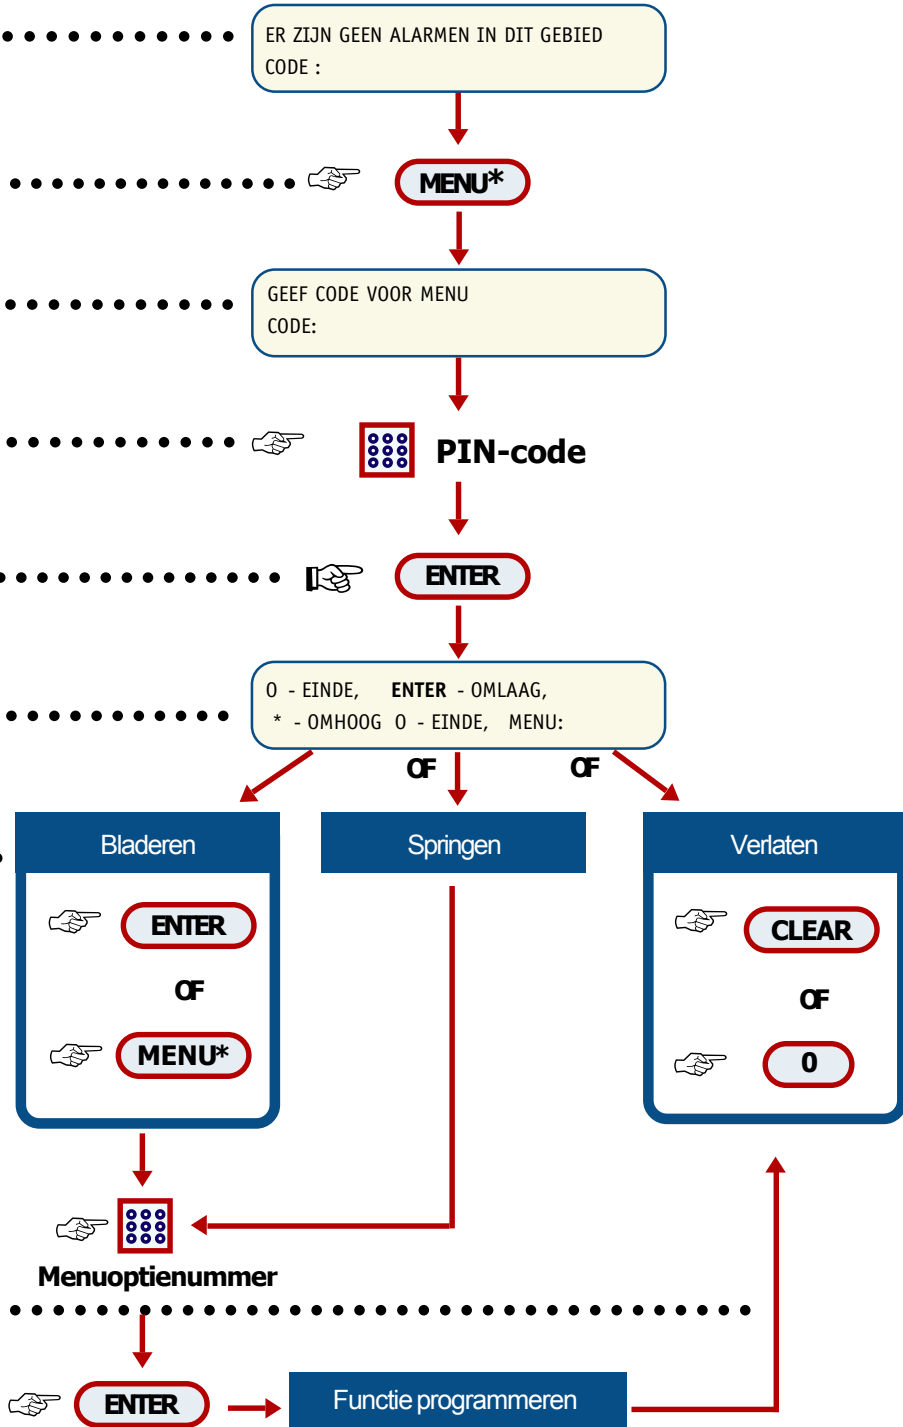 ER ZIJN GEEN ALARMEN IN DIT GEBIED
CODE :
MENU*
GEEF CODE VOOR MENU
CODE:
PIN-code
ENTER
0 - EINDE, ENTER - OMLAAG,
* - OMHOOG 0 - EINDE, MENU:
OF
OF
Bladeren
Springen
Verlaten
ENTER
OF
MENU*
CLEAR
OF
0
Menuoptienummer
ENTER
Functie programmeren